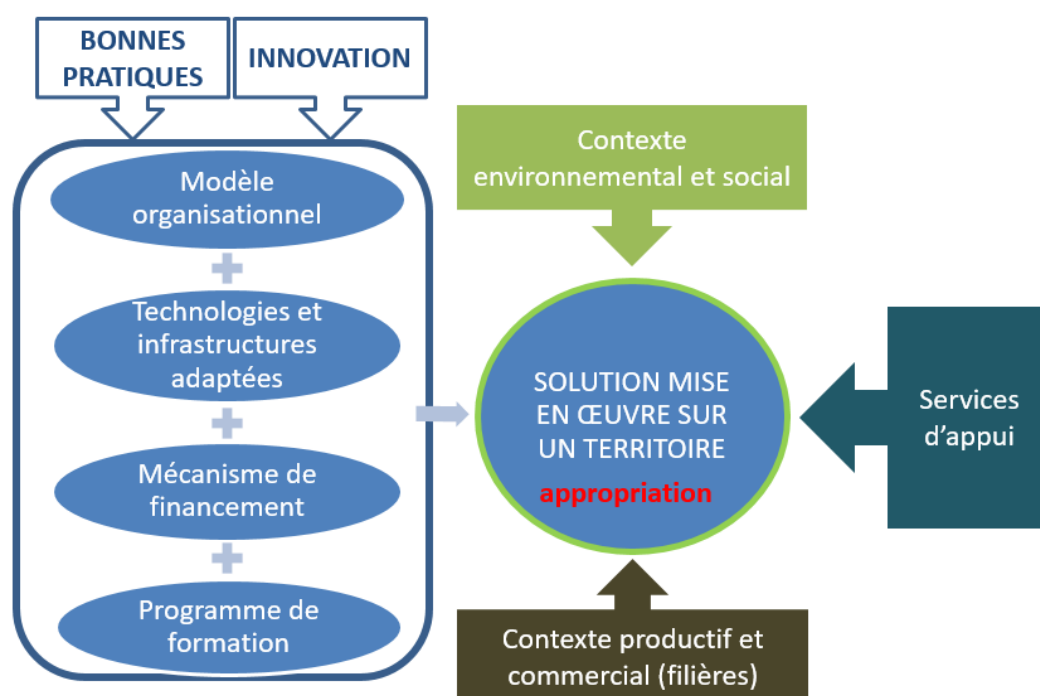 BONNES
PRATIQUES
INNOVATION
Modèle
organisationnel
Technologies et
infrastructures
adaptées
Mécanisme de
financement
Programme de
formation
Contexte
environnemental et social
SOLUTION MISE
EN ŒUVRE SUR
UN TERRITOIRE
appropriation
Services
d’appui
Contexte productif et
commercial (filières)